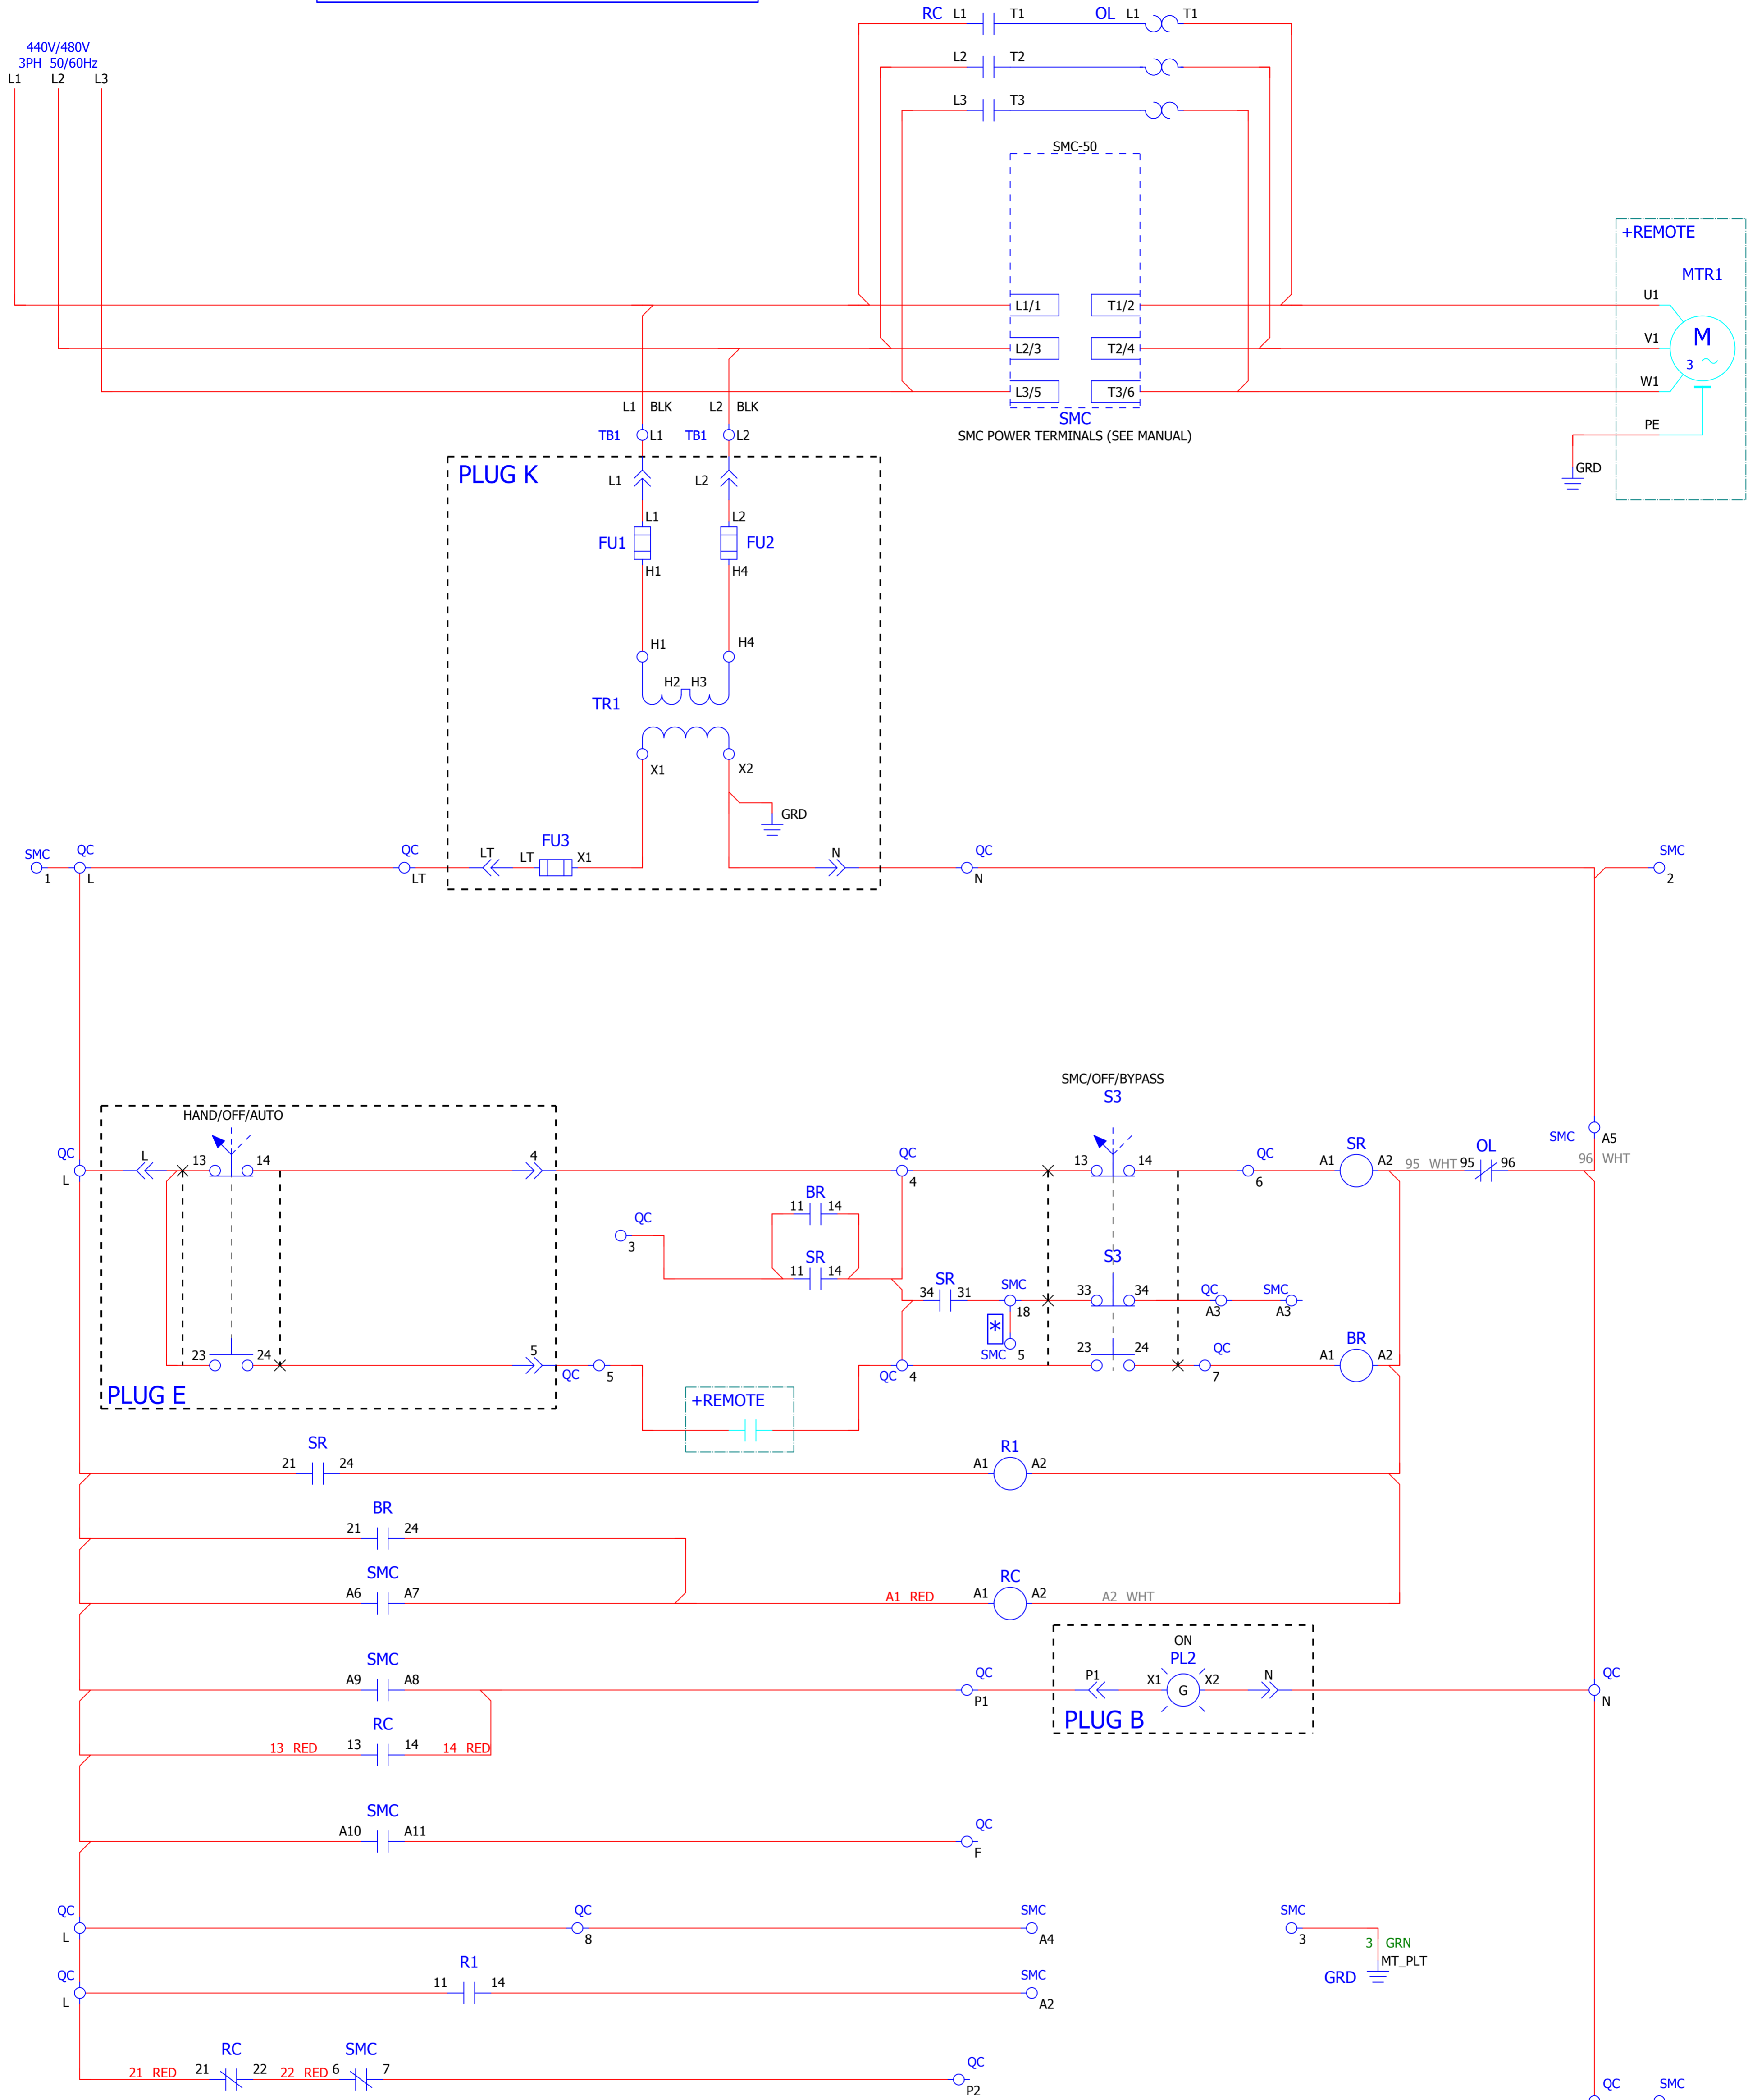 RC L1 T1 OL L1 T1
440V/480V
3PH 50/60Hz
L1 L2 L3
L2 T2
L3 T3
SMC-50
+REMOTE
MTR1
L1/1 T1/2 U1
L2/3 T2/4 V1 M
3
L3/5 T3/6 W1
L1 BLK L2 BLK
SMC
SMC POWER TERMINALS (SEE MANUAL)
PE
TB1 L1 TB1 L2
GRD
PLUG K
L1 L2
L1 L2
FU1 FU2
H1 H4
H1 H4
H2 H3
TR1
X1 X2
GRD
SMC QC QC LT LT FU3 X1 N QC SMC
1 L LT N 2
SMC/OFF/BYPASS
S3
HAND/OFF/AUTO
SMC A5
QC L 13 14 4 QC 13 14 QC SR OL
A1 A2 95 WHT 95 96 96 WHT
L 4 6
BR
11 14
QC
3
SR
11 14
S3
SR
34 31 SMC 33 34 QC SMC
18 A3 A3
*
SMC 5
BR
23 24 5 23 24 QC A1 A2
QC 5 QC 4 7
PLUG E
+REMOTE
SR R1
21 24 A1 A2
BR
21 24
SMC RC
A6 A7 A1 RED A1 A2 A2 WHT
ON
SMC QC PL2 QC
A9 A8 P1 X1 X2 N
G
P1 N
PLUG B
RC
13 RED 13 14 14 RED
SMC QC
A10 A11 F
QC QC SMC SMC
L 8 A4 3
3 GRN
MT_PLT
GRD
QC R1 SMC
L 11 14 A2
RC SMC QC
21 RED 21 22 22 RED 6 7 P2
QC SMC